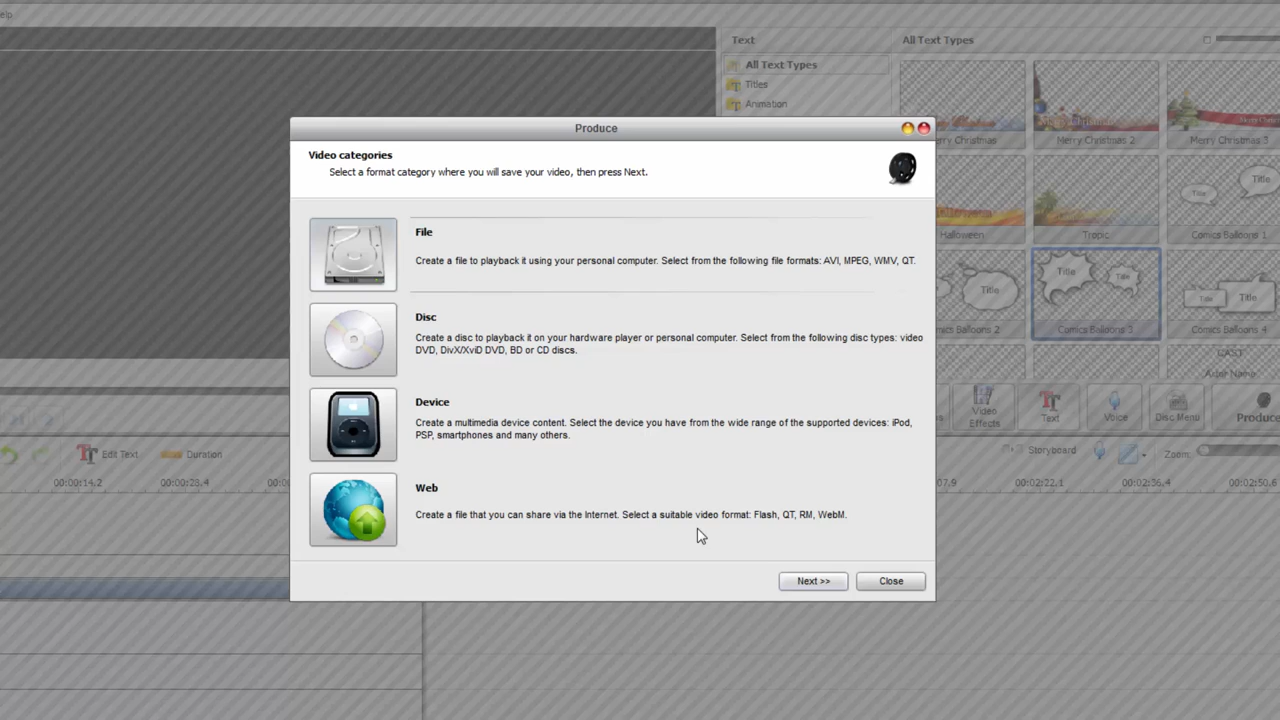 elp
Text
All Text Types
All Text Types
Titles
Animation
Produce
Merry Christmas
Merry Christmas 2
Merry Christmas 3
Video categories
Select a format category where you will save your video, then press Next.
Title
Title
Halloween
Tropic
Comics Balloons 1
File
Create a file to playback it using your personal computer. Select from the following file formats: AVI, MPEG, WMV, QT.
Title
Title
Title
Title
Title
mics Balloons 2
Comics Balloons 3
Comics Balloons 4
Disc
Create a disc to playback it on your hardware player or personal computer. Select from the following disc types: video
DVD, DivX/XviD DVD, BD or CD discs.
CAST
Actor Name
Device
Create a multimedia device content. Select the device you have from the wide range of the supported devices: iPod,
PSP, smartphones and many others.
Video
Effects
Text
Voice
Disc Menu
Produce
Edit Text
Duration
Storyboard
Zoom:
00:00:14.2
00:00:28.4
00:0
07.9
00:02:22.1
00:02:36.4
00:02:50.6
Web
Create a file that you can share via the Internet. Select a suitable video format: Flash, QT, RM, WebM.
Next >>
Close